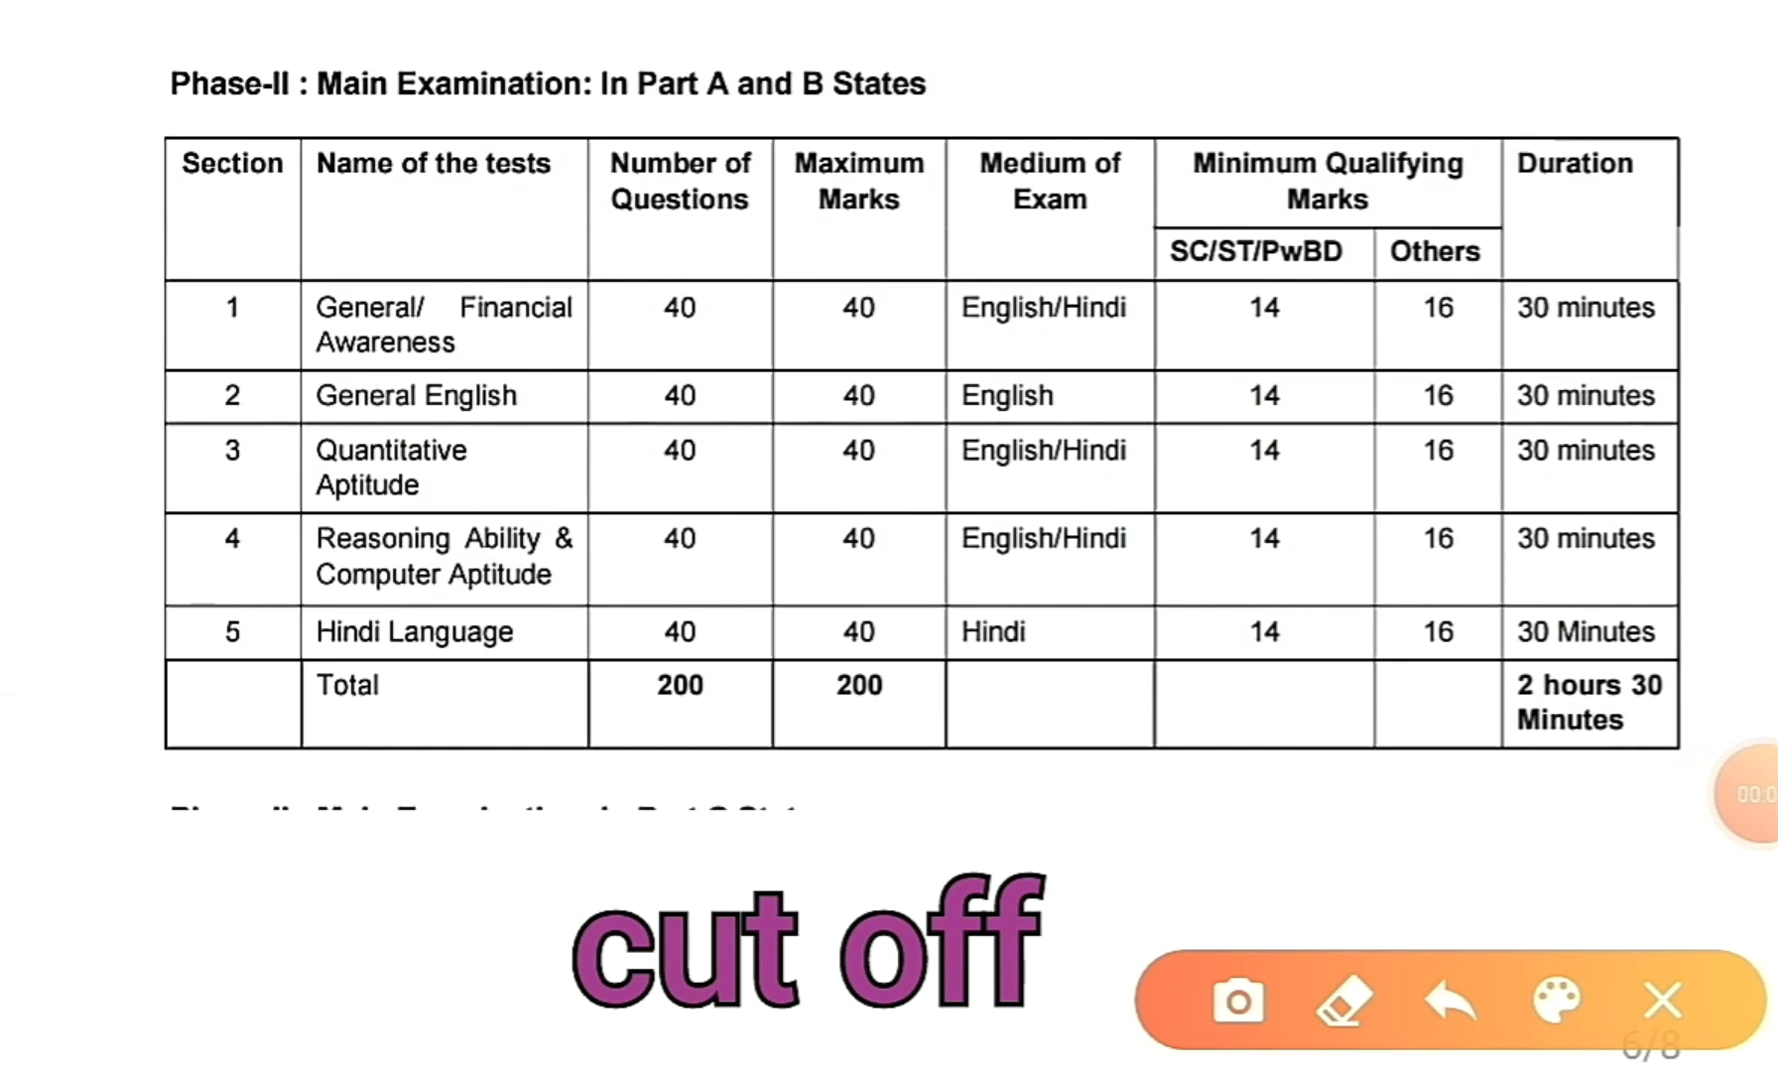 Phase-II : Main Examination: In Part A and B States
Section Name of the tests Number of Questions Maximum Marks Medium of Exam Minimum Qualifying Marks Duration
SC/ST/PwBD Others
1 General/ Financial Awareness 40 40 English/Hindi 14 16 30 minutes
2 General English 40 40 English 14 16 30 minutes
3 Quantitative Aptitude 40 40 English/Hindi 14 16 30 minutes
4 Reasoning Ability & Computer Aptitude 40 40 English/Hindi 14 16 30 minutes
5 Hindi Language 40 40 Hindi 14 16 30 Minutes
Total 200 200 2 hours 30 Minutes
00:0
cut off
6/8